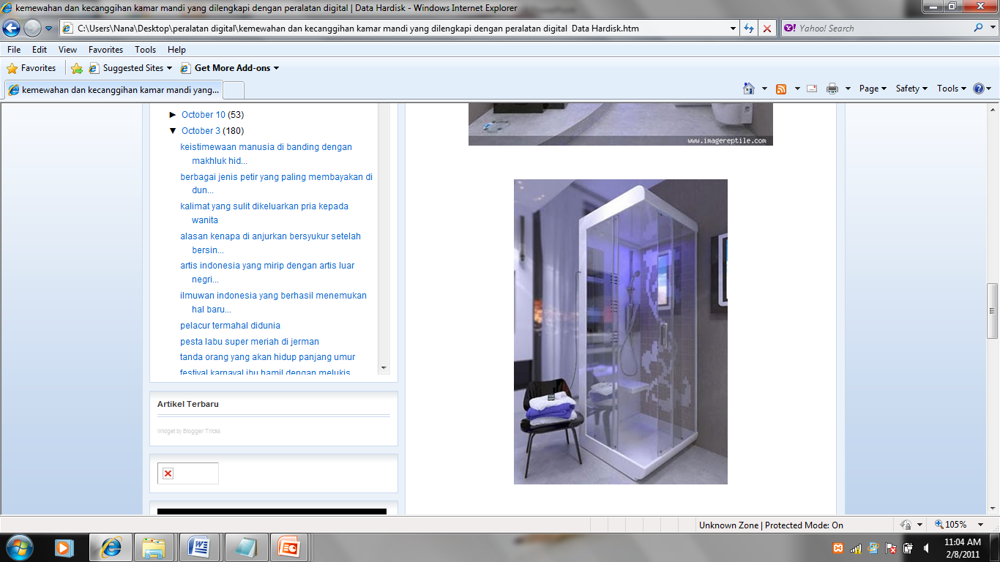 kemewahan dan kecanggihan kamar mandi yang dilengkapi dengan peralatan digital | Data Hardisk - Windows Internet Explorer
C:\Users\Nana\Desktop\peralatan digital\kemewahan dan kecanggihan kamar mandi yang dilengkapi dengan peralatan digital  Data Hardisk.htm
Yahoo! Search
File Edit View Favorites Tools Help
Favorites Suggested Sites Get More Add-ons
kemewahan dan kecanggihan kamar mandi yang...
Page Safety Tools
October 10 (53)
October 3 (180)
keistimewaan manusia di banding dengan
makhluk hid...
berbagai jenis petir yang paling membayakan di
dun...
kalimat yang sulit dikeluarkan pria kepada
wanita
alasan kenapa di anjurkan bersyukur setelah
bersin...
artis indonesia yang mirip dengan artis luar
negri...
ilmuwan indonesia yang berhasil menemukan
hal baru...
pelacur termahal didunia
pesta labu super meriah di jerman
tanda orang yang akan hidup panjang umur
festival karnaval ibu hamil dengan melukis
Artikel Terbaru
Widget by Blogger Tricks
www.imagereptile.com
Unknown Zone | Protected Mode: On
105%
11:04 AM
2/8/2011